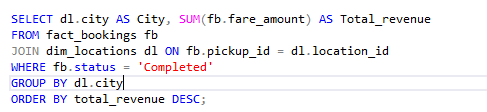 SELECT dl.city AS City, SUM(fb.fare_amount) AS Total_revenue
FROM fact_bookings fb
JOIN dim_locations dl ON fb.pickup_id = dl.location_id
WHERE fb.status = 'Completed'
GROUP BY dl.city
ORDER BY total_revenue DESC;